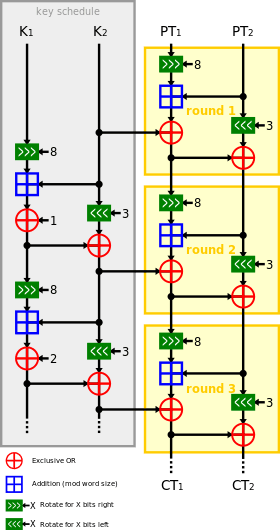 key schedule
K₁ K₂ PT₁ PT₂
>>> 8
round 1
<<< 3
>>> 8
1
<<< 3
>>> 8
round 2
<<< 3
>>> 8
2
<<< 3
>>> 8
round 3
<<< 3
CT₁ CT₂
Exclusive OR
Addition (mod word size)
>>> X Rotate for X bits right
<<< X Rotate for X bits left